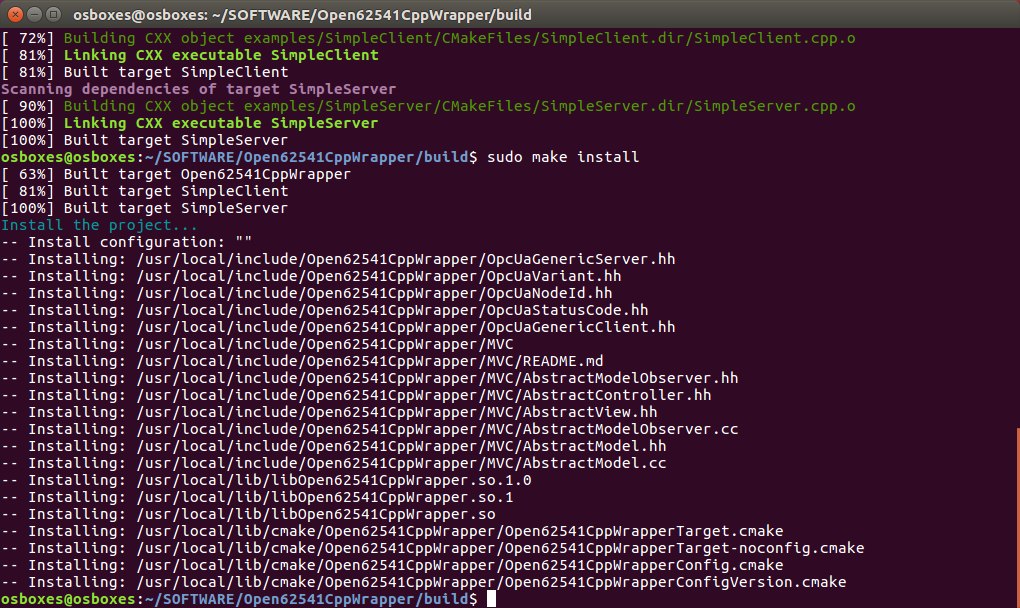 osboxes@osboxes: ~/SOFTWARE/Open62541CppWrapper/build
[ 72%] Building CXX object examples/SimpleClient/CMakeFiles/SimpleClient.dir/SimpleClient.cpp.o
[ 81%] Linking CXX executable SimpleClient
[ 81%] Built target SimpleClient
Scanning dependencies of target SimpleServer
[ 90%] Building CXX object examples/SimpleServer/CMakeFiles/SimpleServer.dir/SimpleServer.cpp.o
[100%] Linking CXX executable SimpleServer
[100%] Built target SimpleServer
osboxes@osboxes:~/SOFTWARE/Open62541CppWrapper/build$ sudo make install
[ 63%] Built target Open62541CppWrapper
[ 81%] Built target SimpleClient
[100%] Built target SimpleServer
Install the project...
-- Install configuration: ""
-- Installing: /usr/local/include/Open62541CppWrapper/OpcUaGenericServer.hh
-- Installing: /usr/local/include/Open62541CppWrapper/OpcUaVariant.hh
-- Installing: /usr/local/include/Open62541CppWrapper/OpcUaNodeId.hh
-- Installing: /usr/local/include/Open62541CppWrapper/OpcUaStatusCode.hh
-- Installing: /usr/local/include/Open62541CppWrapper/OpcUaGenericClient.hh
-- Installing: /usr/local/include/Open62541CppWrapper/MVC
-- Installing: /usr/local/include/Open62541CppWrapper/MVC/README.md
-- Installing: /usr/local/include/Open62541CppWrapper/MVC/AbstractModelObserver.hh
-- Installing: /usr/local/include/Open62541CppWrapper/MVC/AbstractController.hh
-- Installing: /usr/local/include/Open62541CppWrapper/MVC/AbstractView.hh
-- Installing: /usr/local/include/Open62541CppWrapper/MVC/AbstractModelObserver.cc
-- Installing: /usr/local/include/Open62541CppWrapper/MVC/AbstractModel.hh
-- Installing: /usr/local/include/Open62541CppWrapper/MVC/AbstractModel.cc
-- Installing: /usr/local/lib/libOpen62541CppWrapper.so.1.0
-- Installing: /usr/local/lib/libOpen62541CppWrapper.so.1
-- Installing: /usr/local/lib/libOpen62541CppWrapper.so
-- Installing: /usr/local/lib/cmake/Open62541CppWrapper/Open62541CppWrapperTarget.cmake
-- Installing: /usr/local/lib/cmake/Open62541CppWrapper/Open62541CppWrapperTarget-noconfig.cmake
-- Installing: /usr/local/lib/cmake/Open62541CppWrapper/Open62541CppWrapperConfig.cmake
-- Installing: /usr/local/lib/cmake/Open62541CppWrapper/Open62541CppWrapperConfigVersion.cmake
osboxes@osboxes:~/SOFTWARE/Open62541CppWrapper/build$